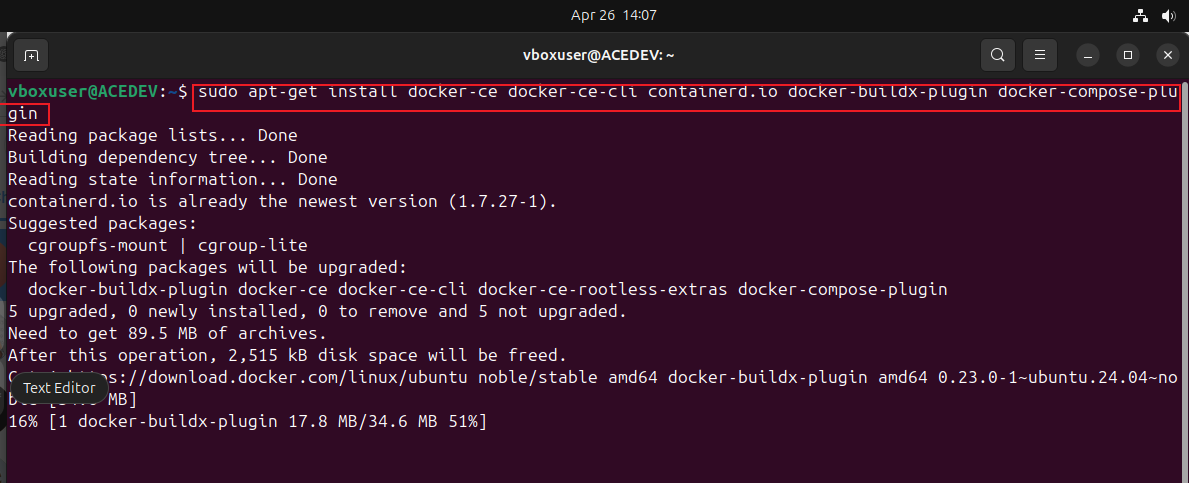 Apr 26 14:07
vboxuser@ACEDEV: ~
vboxuser@ACEDEV:~$ sudo apt-get install docker-ce docker-ce-cli containerd.io docker-buildx-plugin docker-compose-plu
gin
Reading package lists... Done
Building dependency tree... Done
Reading state information... Done
containerd.io is already the newest version (1.7.27-1).
Suggested packages:
  cgroupfs-mount | cgroup-lite
The following packages will be upgraded:
  docker-buildx-plugin docker-ce docker-ce-cli docker-ce-rootless-extras docker-compose-plugin
5 upgraded, 0 newly installed, 0 to remove and 5 not upgraded.
Need to get 89.5 MB of archives.
After this operation, 2,515 kB disk space will be freed.
://download.docker.com/linux/ubuntu noble/stable amd64 docker-buildx-plugin amd64 0.23.0-1~ubuntu.24.04~no
Text Editor
MB]
16% [1 docker-buildx-plugin 17.8 MB/34.6 MB 51%]